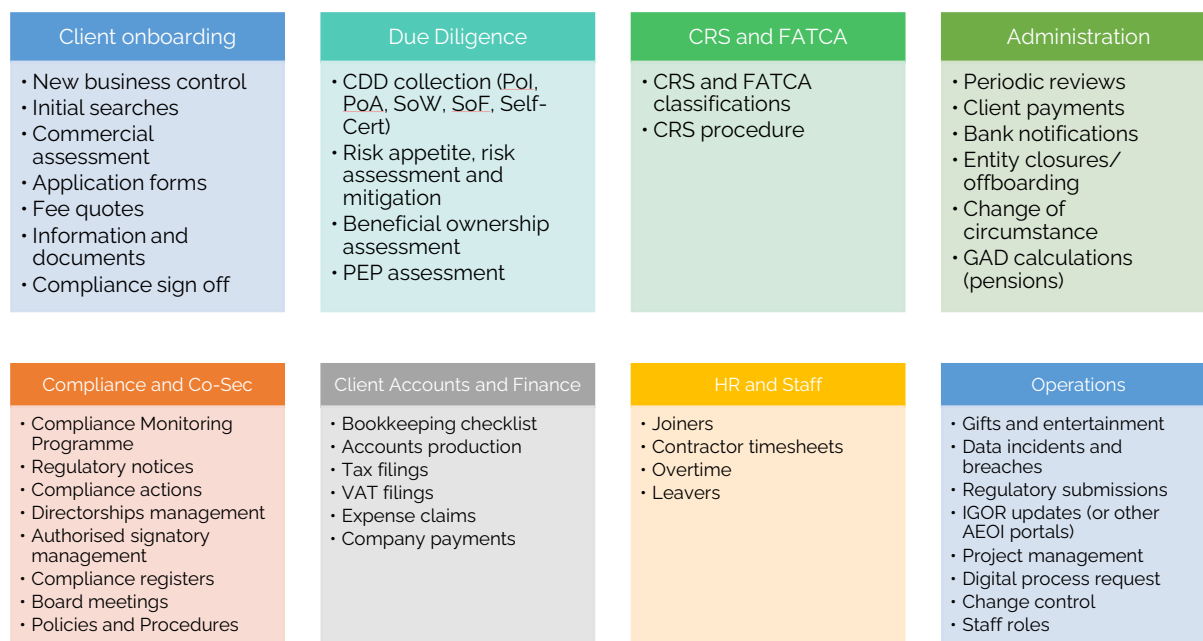 Client onboarding
• New business control
• Initial searches
• Commercial
assessment
• Application forms
• Fee quotes
• Information and
documents
• Compliance sign off
Due Diligence
• CDD collection (PoI,
PoA, SoW, SoF, Self-
Cert)
• Risk appetite, risk
assessment and
mitigation
• Beneficial ownership
assessment
• PEP assessment
CRS and FATCA
• CRS and FATCA
classifications
• CRS procedure
Administration
• Periodic reviews
• Client payments
• Bank notifications
• Entity closures/
offboarding
• Change of
circumstance
• GAD calculations
(pensions)
Compliance and Co-Sec
• Compliance Monitoring
Programme
• Regulatory notices
• Compliance actions
• Directorships management
• Authorised signatory
management
• Compliance registers
• Board meetings
• Policies and Procedures
Client Accounts and Finance
• Bookkeeping checklist
• Accounts production
• Tax filings
• VAT filings
• Expense claims
• Company payments
HR and Staff
• Joiners
• Contractor timesheets
• Overtime
• Leavers
Operations
• Gifts and entertainment
• Data incidents and
breaches
• Regulatory submissions
• IGOR updates (or other
AEOI portals)
• Project management
• Digital process request
• Change control
• Staff roles